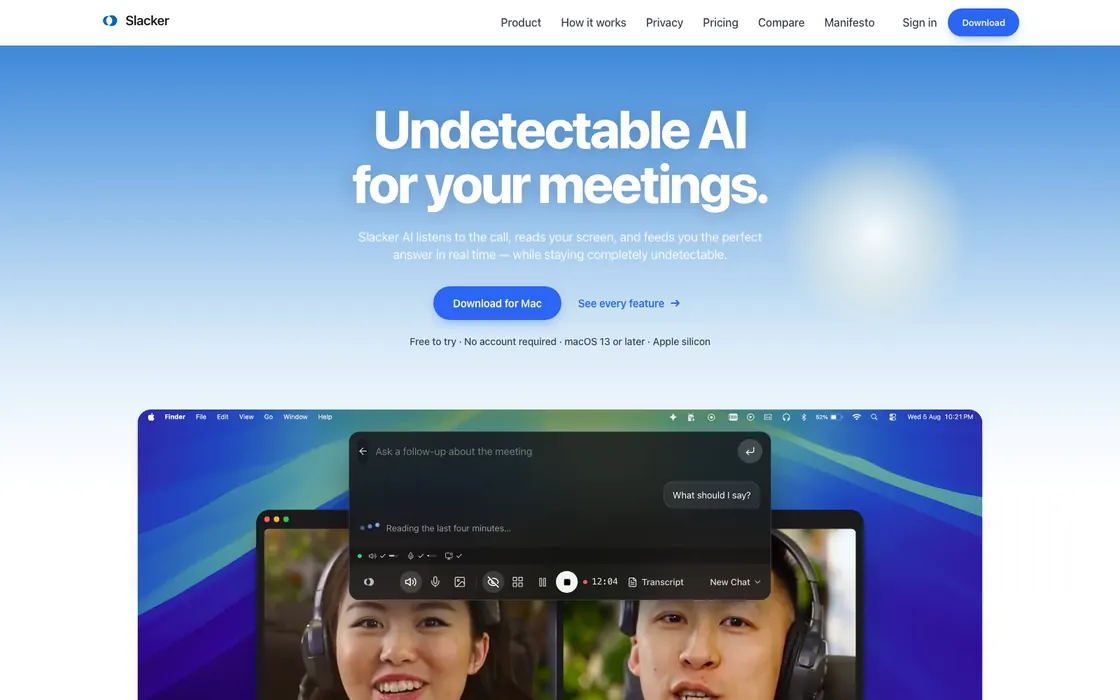 Slacker
Product
How it works
Privacy
Pricing
Compare
Manifesto
Sign in
Download
Undetectable AI
for your meetings.
Slacker AI listens to the call, reads your screen, and feeds you the perfect
answer in real time — while staying completely undetectable.
Download for Mac
See every feature →
Free to try · No account required · macOS 13 or later · Apple silicon
Finder File Edit View Go Window Help
52%
Wed 5 Aug 10:21 PM
Ask a follow-up about the meeting
What should I say?
Reading the last four minutes...
12:04
Transcript
New Chat